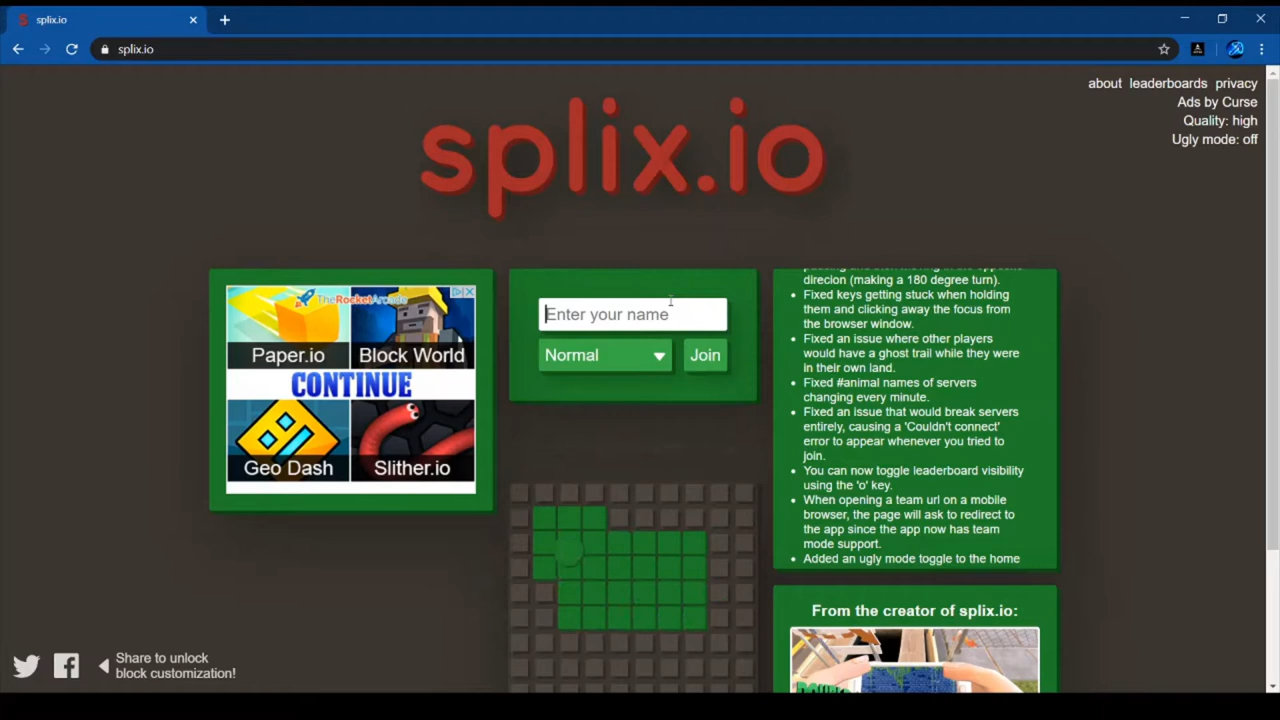 splix.io
splix.io
about leaderboards privacy
Ads by Curse
Quality: high
Ugly mode: off
splix.io
TheRocketArcade
Paper.io
Block World
CONTINUE
Geo Dash
Slither.io
Enter your name
Normal
Join
direcion (making a 180 degree turn).
Fixed keys getting stuck when holding
them and clicking away the focus from
the browser window.
Fixed an issue where other players
would have a ghost trail while they were
in their own land.
Fixed #animal names of servers
changing every minute.
Fixed an issue that would break servers
entirely, causing a 'Couldn't connect'
error to appear whenever you tried to
join.
You can now toggle leaderboard visibility
using the 'o' key.
When opening a team url on a mobile
browser, the page will ask to redirect to
the app since the app now has team
mode support.
Added an ugly mode toggle to the home
From the creator of splix.io:
Share to unlock
block customization!